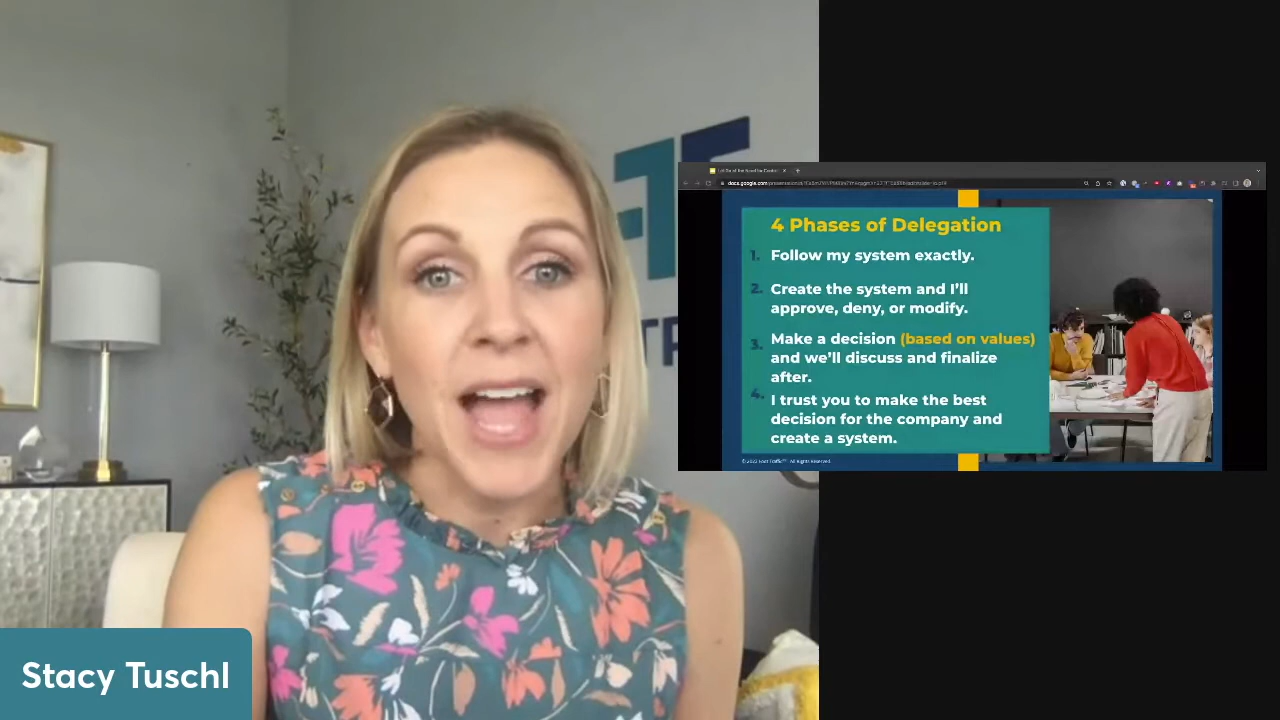 Stacy Tuschl
4 Phases of Delegation
1. Follow my system exactly.
2. Create the system and I'll
approve, deny, or modify.
3. Make a decision (based on values)
and we'll discuss and finalize
after.
4. I trust you to make the best
decision for the company and
create a system.